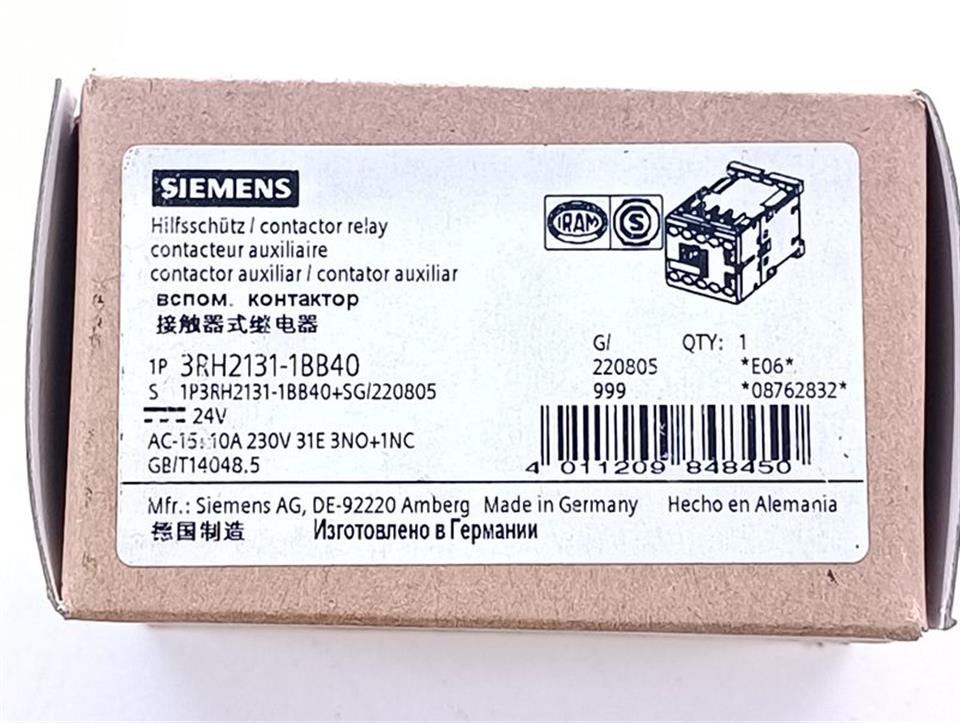 SIEMENS
Hilfsschütz / contactor relay
contacteur auxiliaire
contactor auxiliar / contator auxiliar
вспом. контактор
接触器式继电器
IRAM
S
1P 3RH2131-1BB40
S 1P3RH2131-1BB40+SG/220805
24V
AC-15: 10A 230V 31E 3NO+1NC
GB/T14048.5
G/ QTY: 1
220805 *E06*
999 *08762832*
4 011209 848450
Mfr.: Siemens AG, DE-92220 Amberg Made in Germany Hecho en Alemania
德国制造 Изготовлено в Германии